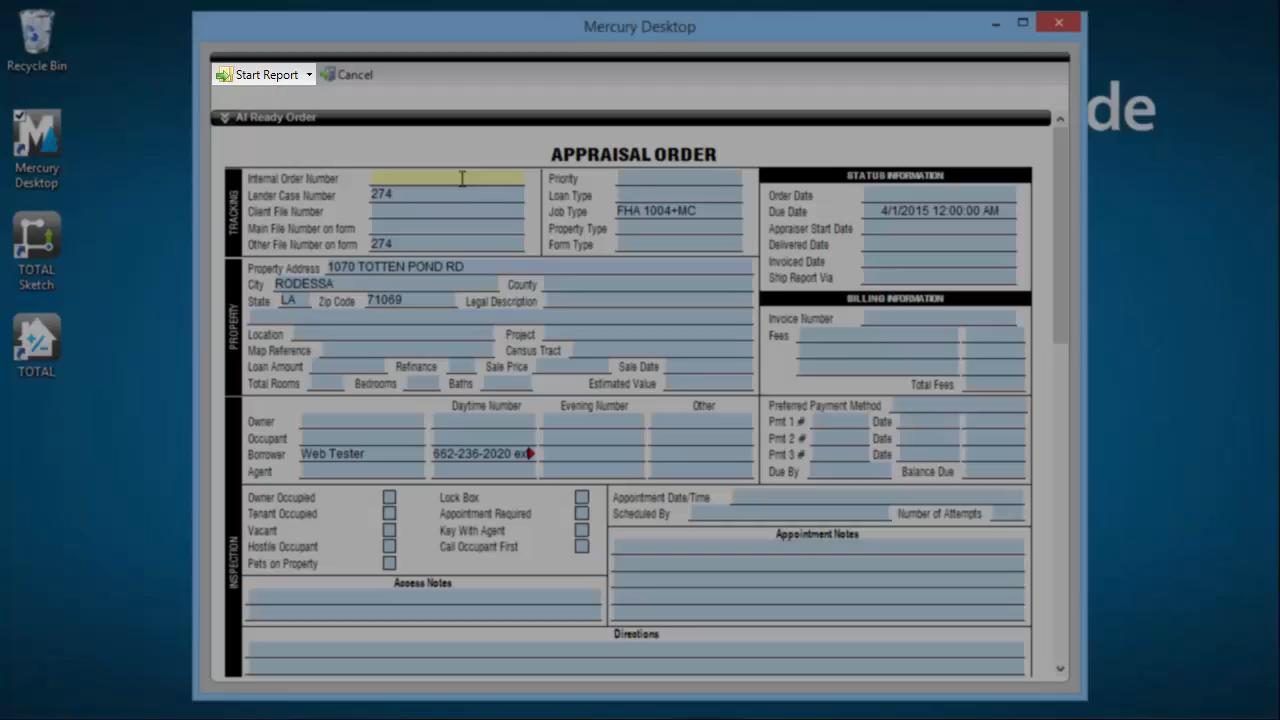 Mercury Desktop
Recycle Bin
Mercury Desktop
TOTAL Sketch
TOTAL
de
Start Report Cancel
AI Ready Order
APPRAISAL ORDER
TRACKING
Internal Order Number
Lender Case Number 274
Client File Number
Main File Number on form
Other File Number on form 274
Priority
Loan Type
Job Type FHA 1004+MC
Property Type
Form Type
STATUS INFORMATION
Order Date
Due Date 4/1/2015 12:00:00 AM
Appraiser Start Date
Delivered Date
Invoiced Date
Ship Report Via
PROPERTY
Property Address 1070 TOTTEN POND RD
City RODESSA County
State LA Zip Code 71069 Legal Description
Location Project
Map Reference Census Tract
Loan Amount Refinance Sale Price Sale Date
Total Rooms Bedrooms Baths Estimated Value
BILLING INFORMATION
Invoice Number
Fees
Total Fees
Daytime Number Evening Number Other
Owner
Occupant
Borrower Web Tester 662-236-2020 ext
Agent
Preferred Payment Method
Pmt 1 # Date
Pmt 2 # Date
Pmt 3 # Date
Due By Balance Due
INSPECTION
Owner Occupied Lock Box
Tenant Occupied Appointment Required
Vacant Key With Agent
Hostile Occupant Call Occupant First
Pets on Property
Appointment Date/Time
Scheduled By Number of Attempts
Appointment Notes
Access Notes
Directions